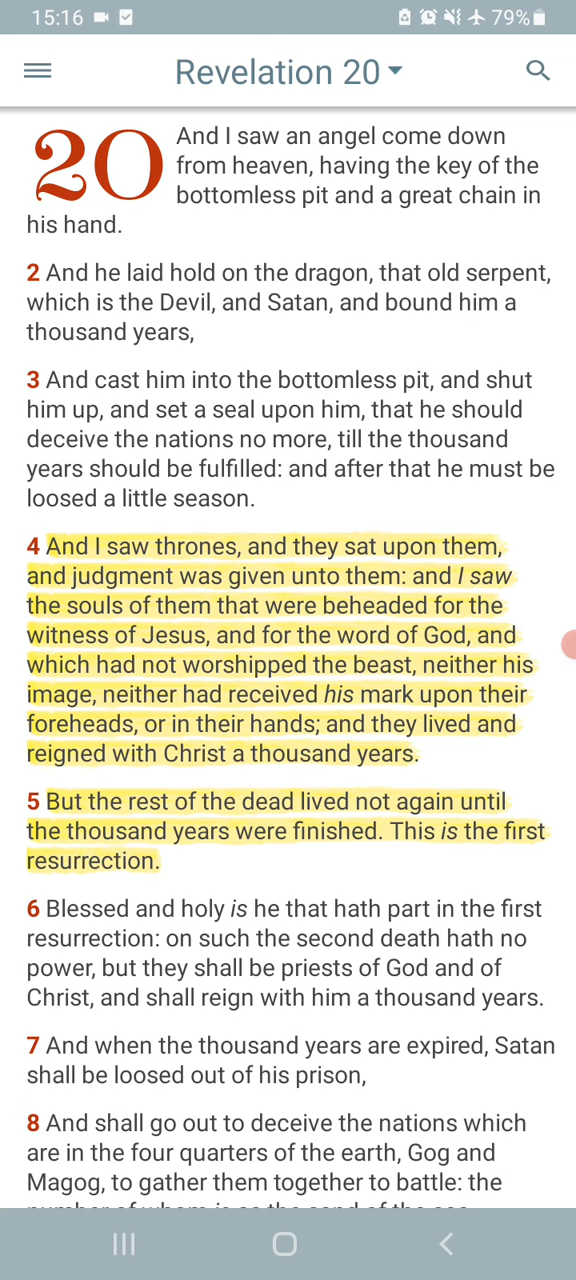 15:16
79%
Revelation 20
20 And I saw an angel come down
from heaven, having the key of the
bottomless pit and a great chain in
his hand.
2 And he laid hold on the dragon, that old serpent,
which is the Devil, and Satan, and bound him a
thousand years,
3 And cast him into the bottomless pit, and shut
him up, and set a seal upon him, that he should
deceive the nations no more, till the thousand
years should be fulfilled: and after that he must be
loosed a little season.
4 And I saw thrones, and they sat upon them,
and judgment was given unto them: and I saw
the souls of them that were beheaded for the
witness of Jesus, and for the word of God, and
which had not worshipped the beast, neither his
image, neither had received his mark upon their
foreheads, or in their hands; and they lived and
reigned with Christ a thousand years.
5 But the rest of the dead lived not again until
the thousand years were finished. This is the first
resurrection.
6 Blessed and holy is he that hath part in the first
resurrection: on such the second death hath no
power, but they shall be priests of God and of
Christ, and shall reign with him a thousand years.
7 And when the thousand years are expired, Satan
shall be loosed out of his prison,
8 And shall go out to deceive the nations which
are in the four quarters of the earth, Gog and
Magog, to gather them together to battle: the